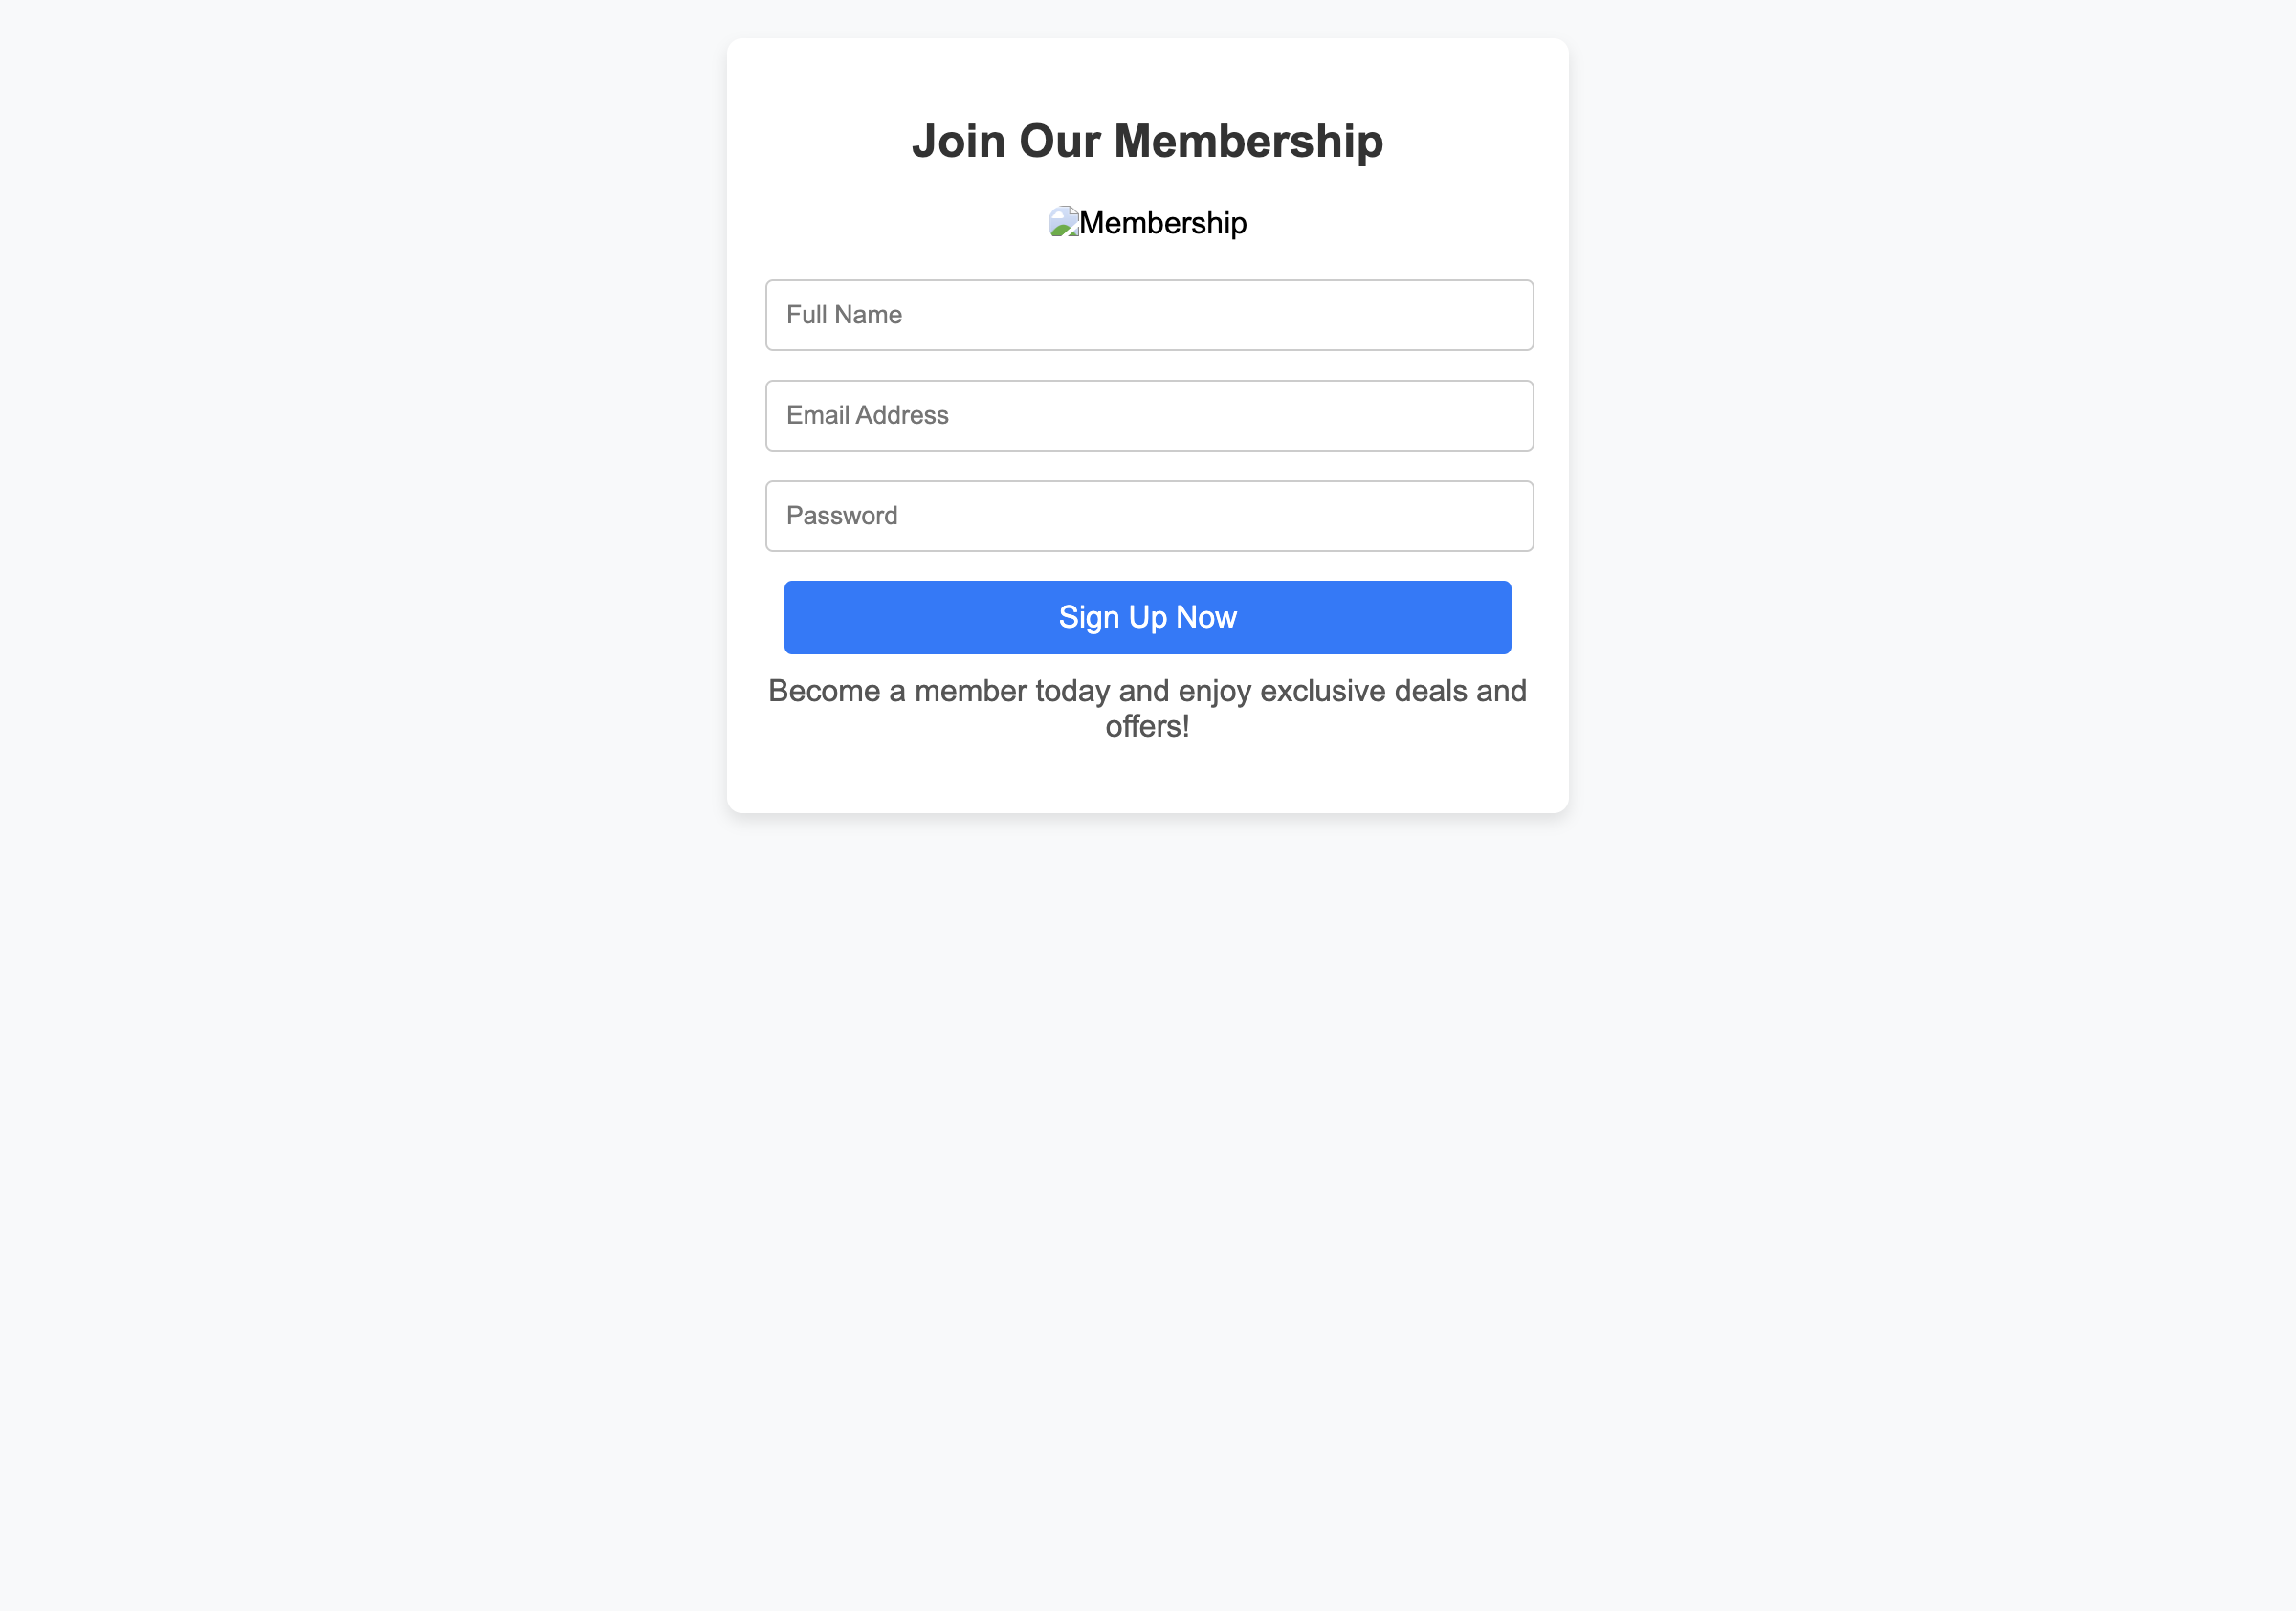 Join Our Membership
Membership
Full Name
Email Address
Password
Sign Up Now
Become a member today and enjoy exclusive deals and
offers!